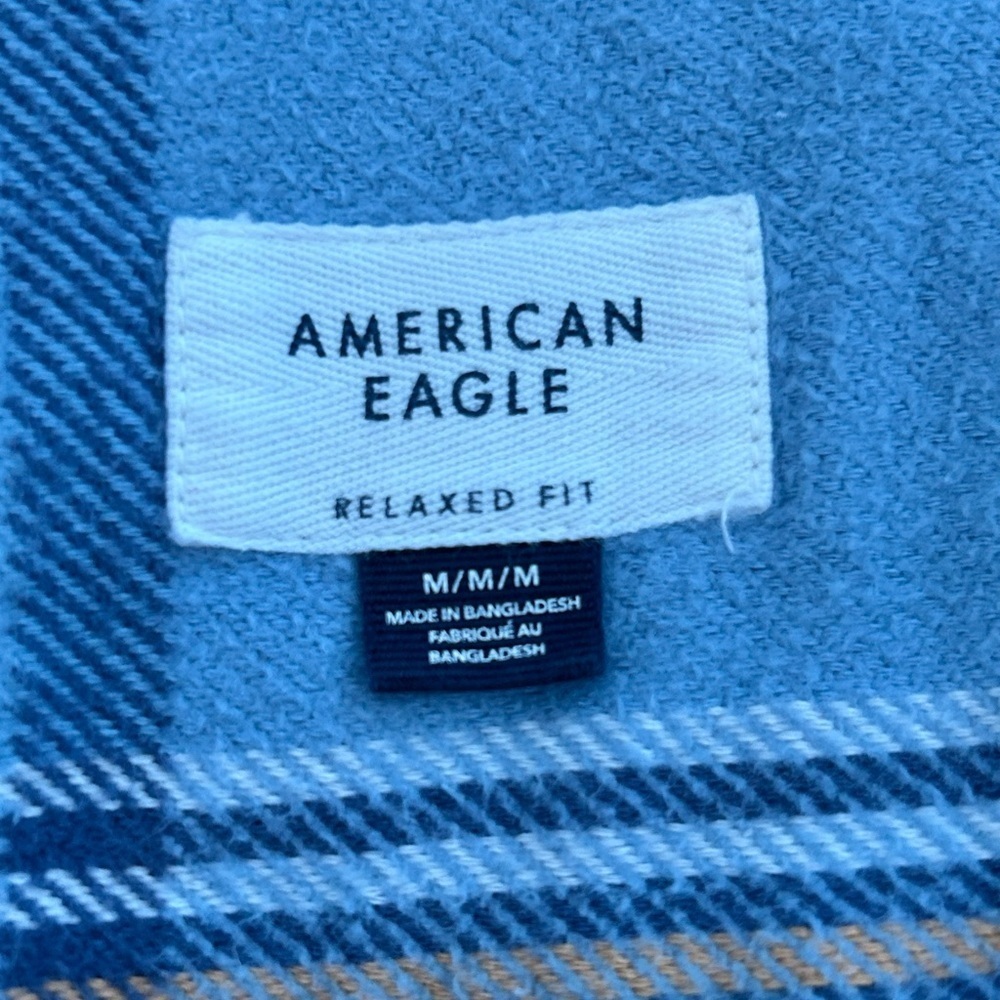 AMERICAN
EAGLE
RELAXED FIT
M/M/M
MADE IN BANGLADESH
FABRIQUÉ AU
BANGLADESH